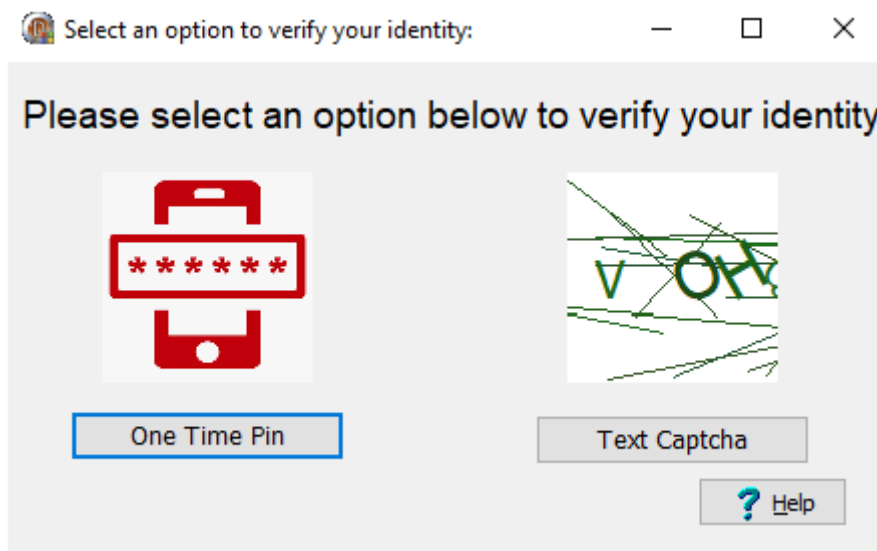 Select an option to verify your identity:
Please select an option below to verify your identity
******
V OH
One Time Pin
Text Captcha
? Help